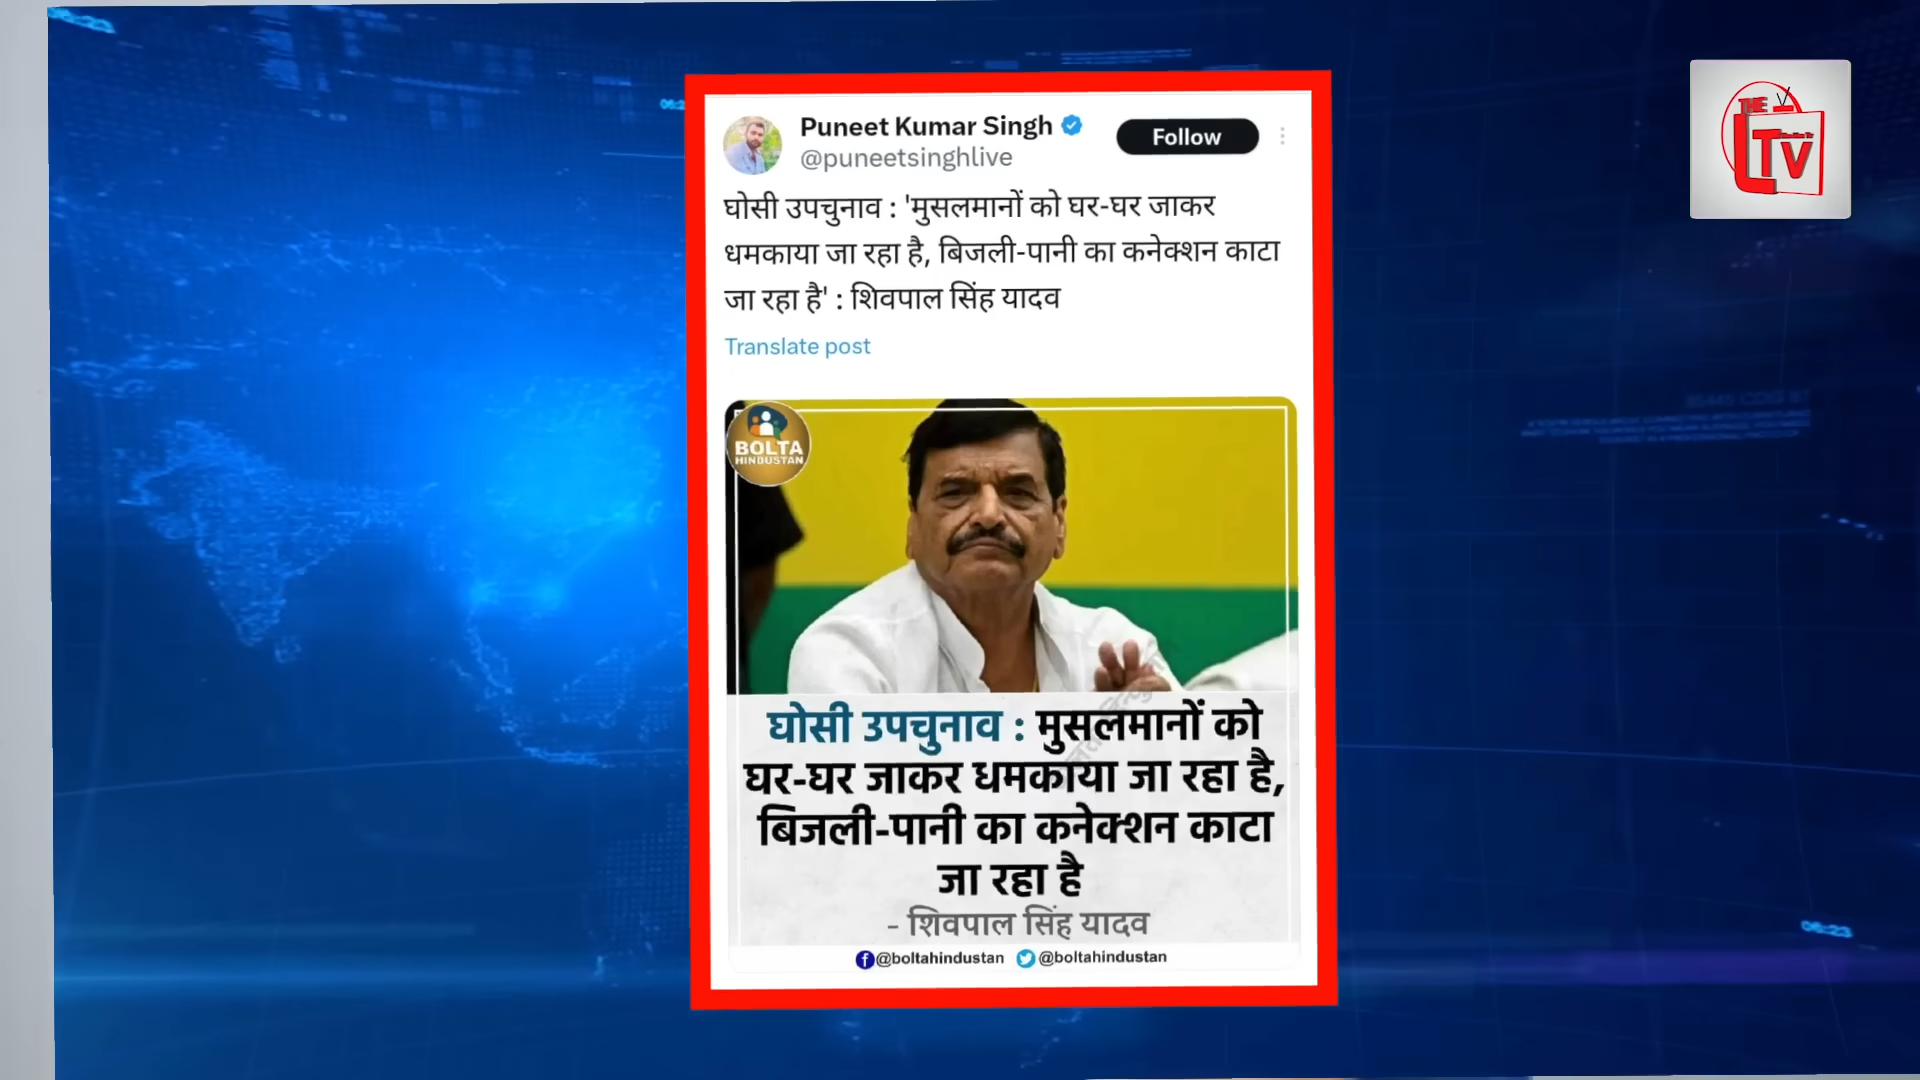 Puneet Kumar Singh
@puneetsinghlive
Follow
घोसी उपचुनाव : 'मुसलमानों को घर-घर जाकर
धमकाया जा रहा है, बिजली-पानी का कनेक्शन काटा
जा रहा है' : शिवपाल सिंह यादव
Translate post
BOLTA
HINDUSTAN
घोसी उपचुनाव : मुसलमानों को
घर-घर जाकर धमकाया जा रहा है,
बिजली-पानी का कनेक्शन काटा
जा रहा है
- शिवपाल सिंह यादव
@boltahindustan @boltahindustan
THE
TV
06:23